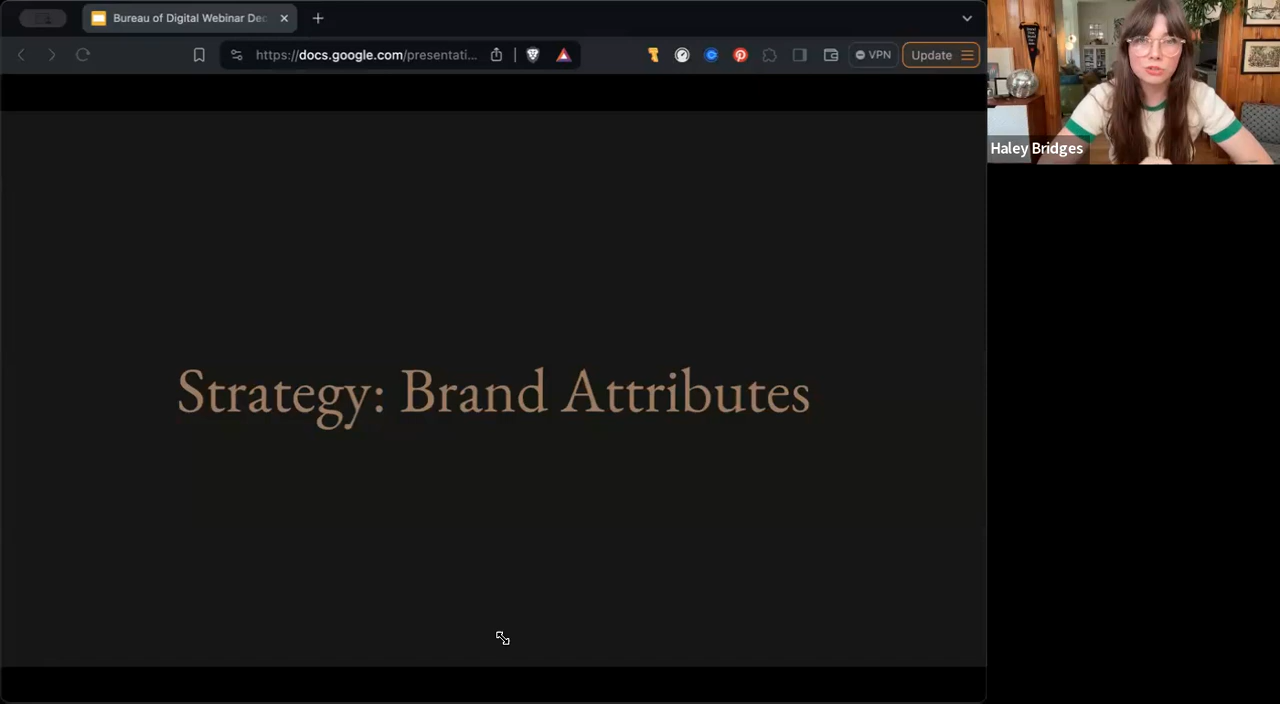 Bureau of Digital Webinar Dec
https://docs.google.com/presentati...
VPN
Update
Haley Bridges
Strategy: Brand Attributes